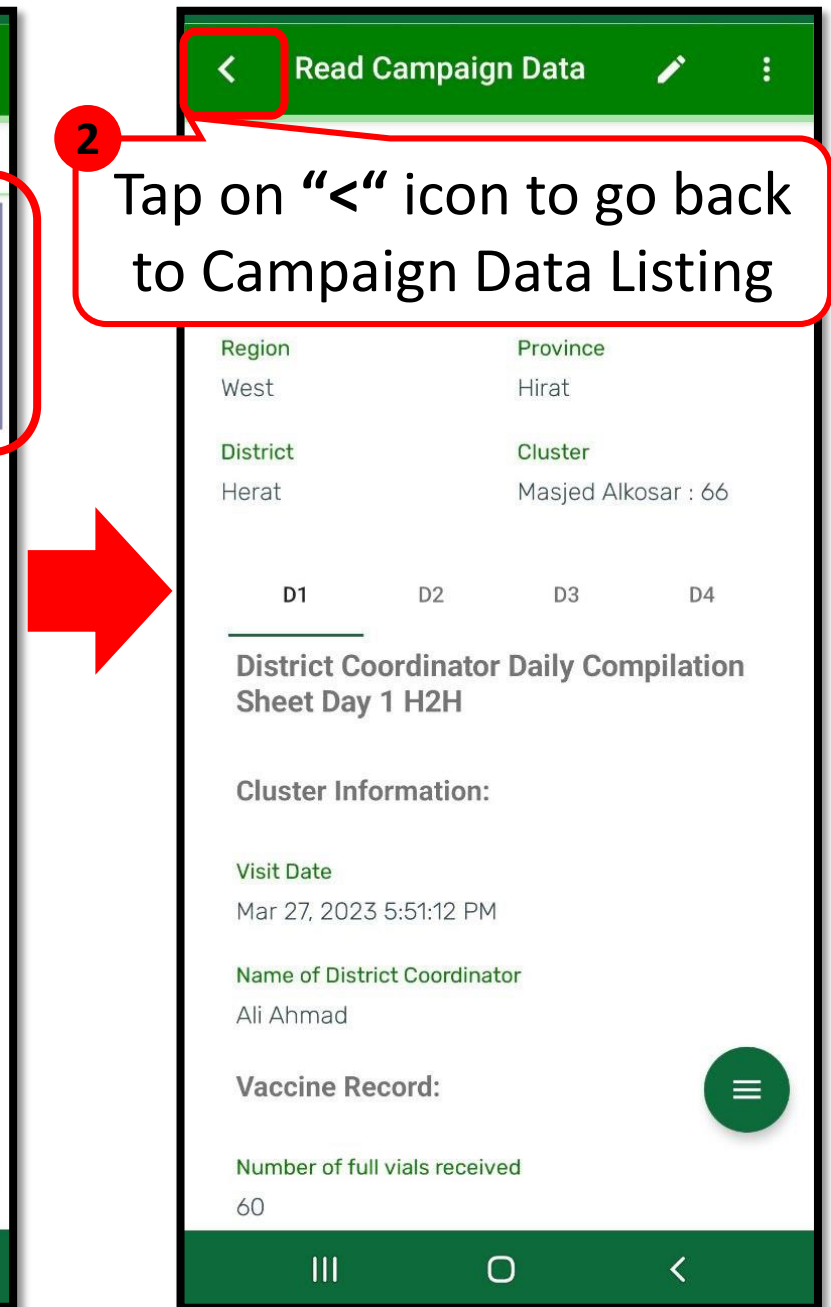 < Read Campaign Data
2
Tap on “<“ icon to go back
to Campaign Data Listing
Region Province
West Hirat
District Cluster
Herat Masjed Alkosar : 66
D1 D2 D3 D4
District Coordinator Daily Compilation
Sheet Day 1 H2H
Cluster Information:
Visit Date
Mar 27, 2023 5:51:12 PM
Name of District Coordinator
Ali Ahmad
Vaccine Record:
Number of full vials received
60